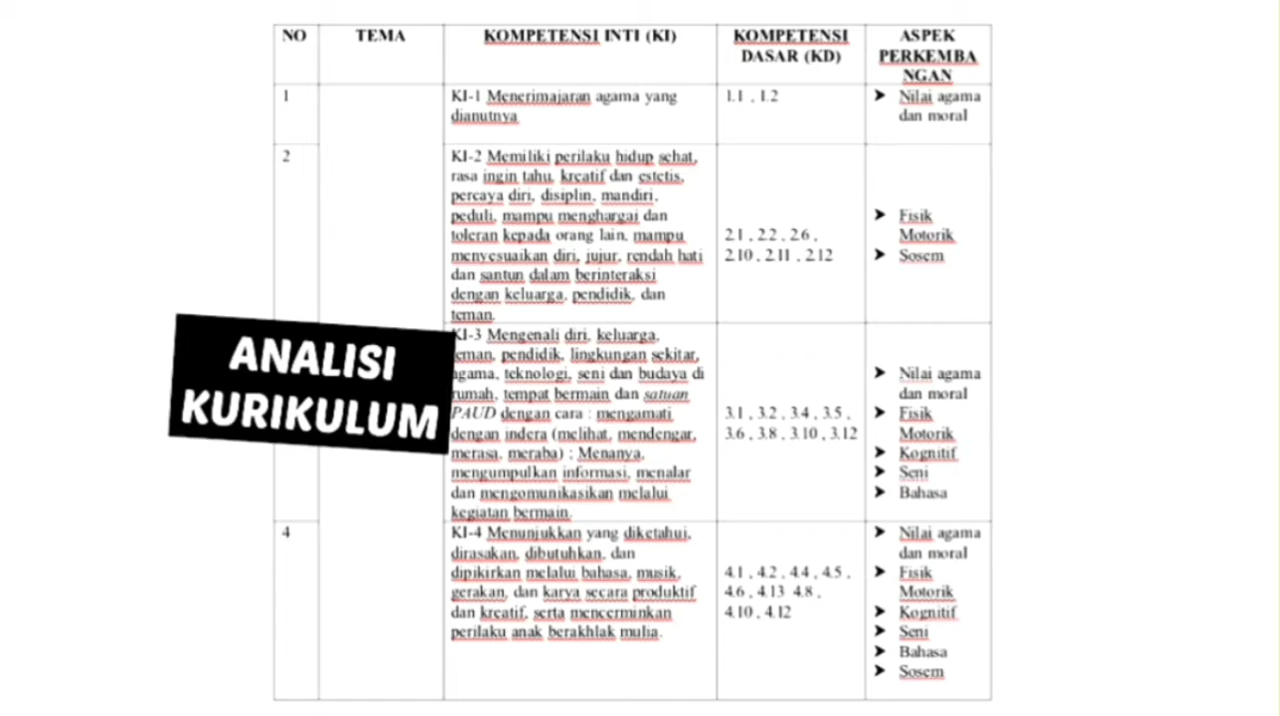 NO
TEMA
KOMPETENSI INTI (KI)
KOMPETENSI
DASAR (KD)
ASPEK
PERKEMBA
NGAN
1
KI-1 Menerimajaran agama yang
dianutnya
1.1 , 1.2
Nilai agama
dan moral
2
KI-2 Memiliki perilaku hidup sehat,
rasa ingin tahu, kreatif dan estetis,
percaya diri, disiplin, mandiri,
peduli, mampu menghargai dan
toleran kepada orang lain, mampu
menyesuaikan diri, jujur, rendah hati
dan santun dalam berinteraksi
dengan keluarga, pendidik, dan
teman.
2.1 , 2.2 , 2.6 ,
2.10 , 2.11 , 2.12
Fisik
Motorik
Sosem
ANALISI
KURIKULUM
KI-3 Mengenali diri, keluarga,
teman, pendidik, lingkungan sekitar,
agama, teknologi, seni dan budaya di
rumah, tempat bermain dan satuan
PAUD dengan cara : mengamati
dengan indera (melihat, mendengar,
merasa, meraba) ; Menanya,
mengumpulkan informasi, menalar
dan mengomunikasikan melalui
kegiatan bermain.
3.1 , 3.2 , 3.4 , 3.5 ,
3.6 , 3.8 , 3.10 , 3.12
Nilai agama
dan moral
Fisik
Motorik
Kognitif
Seni
Bahasa
4
KI-4 Menunjukkan yang diketahui,
dirasakan, dibutuhkan, dan
dipikirkan melalui bahasa, musik,
gerakan, dan karya secara produktif
dan kreatif, serta mencerminkan
perilaku anak berakhlak mulia.
4.1 , 4.2 , 4.4 , 4.5 ,
4.6 , 4.13 4.8 ,
4.10 , 4.12
Nilai agama
dan moral
Fisik
Motorik
Kognitif
Seni
Bahasa
Sosem